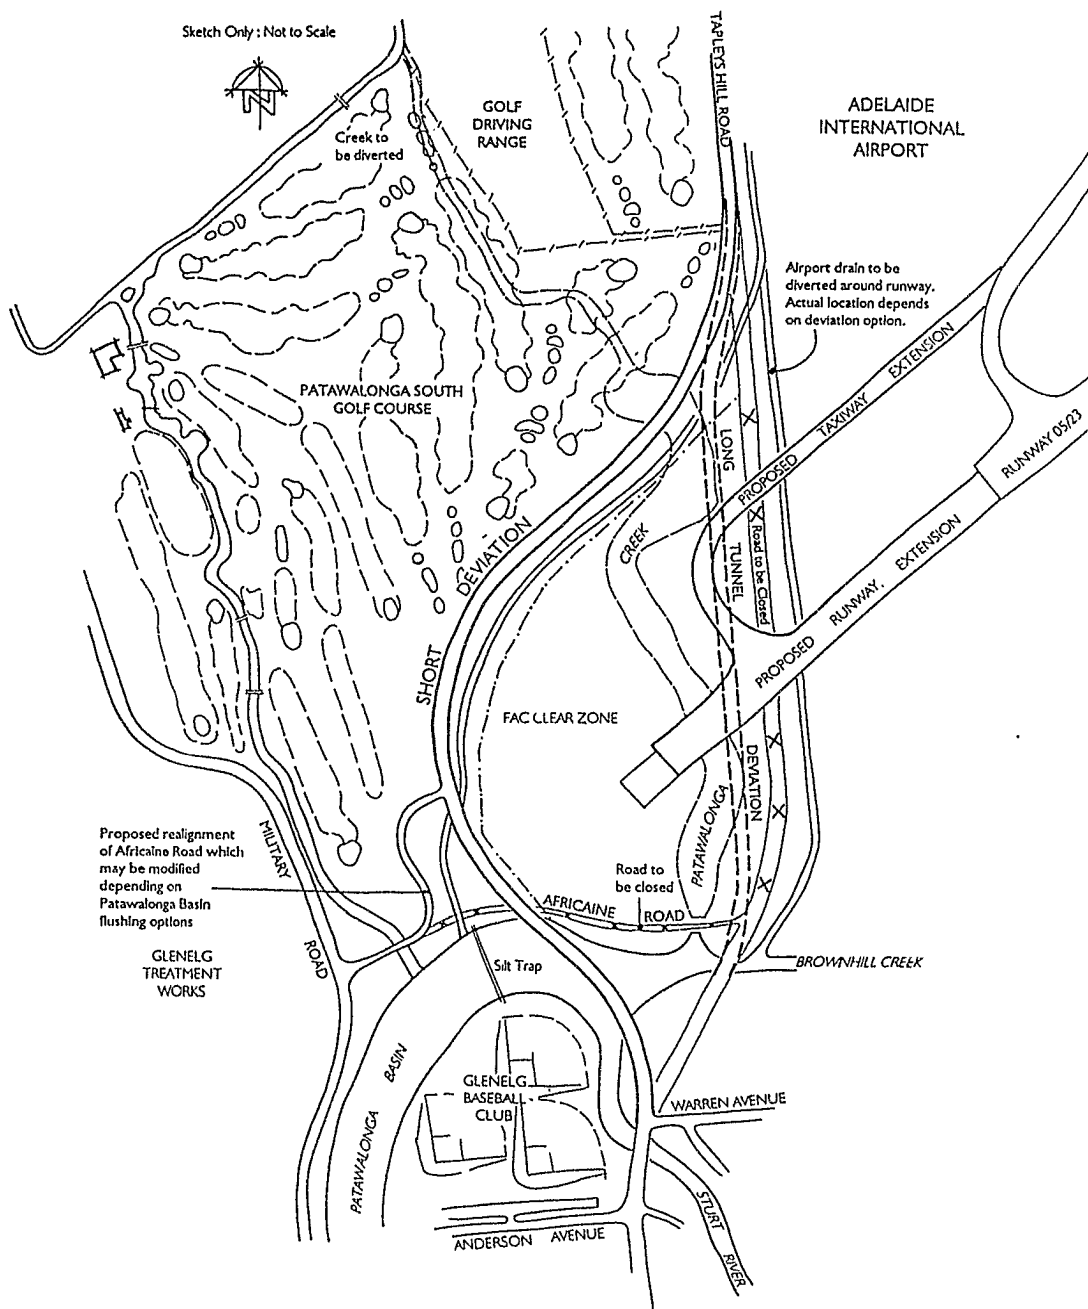 Sketch Only : Not to Scale
N
TAPLEYS HILL ROAD
GOLF
DRIVING
RANGE
ADELAIDE
INTERNATIONAL
AIRPORT
Creek to
be diverted
Airport drain to be
diverted around runway.
Actual location depends
on deviation option.
PATAWALONGA SOUTH
GOLF COURSE
PROPOSED TAXIWAY EXTENSION
RUNWAY 05/23
LONG TUNNEL DEVIATION
Road to be Closed
SHORT DEVIATION
CREEK
PROPOSED RUNWAY. EXTENSION
FAC CLEAR ZONE
PATAWALONGA
Proposed realignment
of Africaine Road which
may be modified
depending on
Patawalonga Basin
flushing options
MILITARY ROAD
Road to
be closed
AFRICAINE ROAD
GLENELG
TREATMENT
WORKS
Silt Trap
BROWNHILL CREEK
PATAWALONGA BASIN
GLENELG
BASEBALL
CLUB
WARREN AVENUE
STURT RIVER
ANDERSON AVENUE